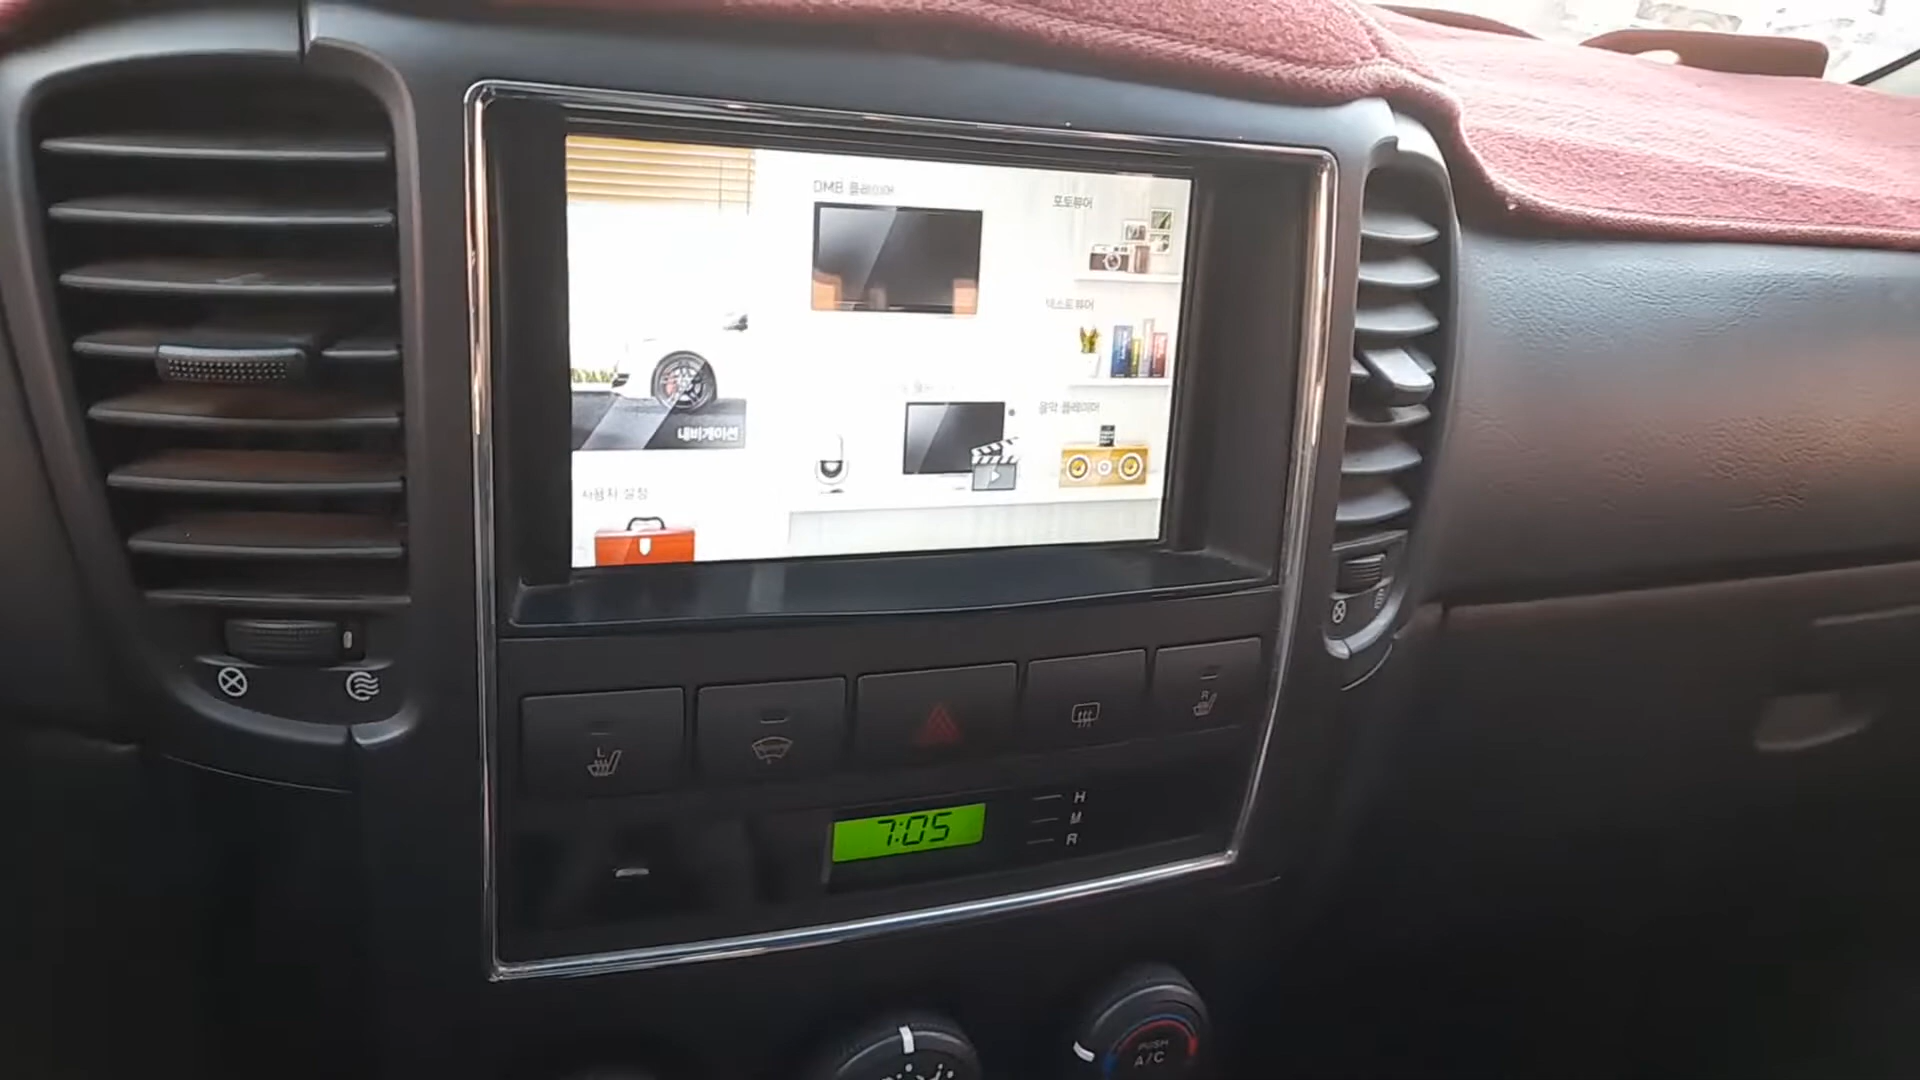 DMB 플레이어
포토뷰어
텍스트뷰어
음악 플레이어
내비게이션
사용자 설정
L
R
7:05
H
M
R
PUSH
A/C